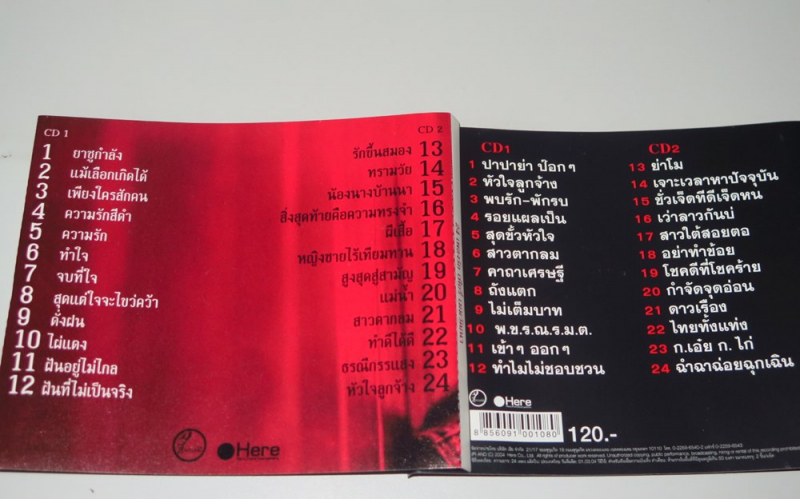 CD 1
1 ยาชูกำลัง
2 แม้เลือกเกิดได้
3 เพียงใครสักคน
4 ความรักสีดำ
5 ความรัก
6 ทำใจ
7 จบที่ใจ
8 สุดแต่ใจจะไขว่คว้า
9 ดั่งฝน
10 ไผ่แดง
11 ฝันอยู่ไม่ไกล
12 ฝันที่ไม่เป็นจริง
CD 2
รักขึ้นสมอง 13
ทรามวัย 14
น้องนางบ้านนา 15
สิ่งสุดท้ายคือความทรงจำ 16
ผีเสื้อ 17
หญิงชายไร้เทียมทาน 18
สูงสุดสู่สามัญ 19
แม่น้ำ 20
สาวตากลม 21
ทำดีได้ดี 22
ธรณีกรรแสง 23
หัวใจลูกจ้าง 24
Here
CD1
1 ปาปาย่า ป๊อกๆ
2 หัวใจลูกจ้าง
3 พบรัก-พักรบ
4 รอยแผลเป็น
5 สุดขั้วหัวใจ
6 สาวตากลม
7 คาถาเศรษฐี
8 ถังแตก
9 ไม่เต็มบาท
10 พ.ข.ร.ณ.ร.ม.ต.
11 เข้าๆ ออกๆ
12 ทำไมไม่ชอบชวน
CD2
13 ย่าโม
14 เจาะเวลาหาปัจจุบัน
15 ชั่วเจ็ดทีดีเจ็ดหน
16 เว่าลาวกันบ่
17 สาวใต้สอยตอ
18 อย่าทำช้อย
19 โชคดีที่โชคร้าย
20 กำจัดจุดอ่อน
21 ดาวเรือง
22 ไทยทั้งแท่ง
23 ก.เอ๋ย ก. ไก่
24 ฉำฉาฉ่อยฉุกเฉิน
Here
8 856091 001080
120.-